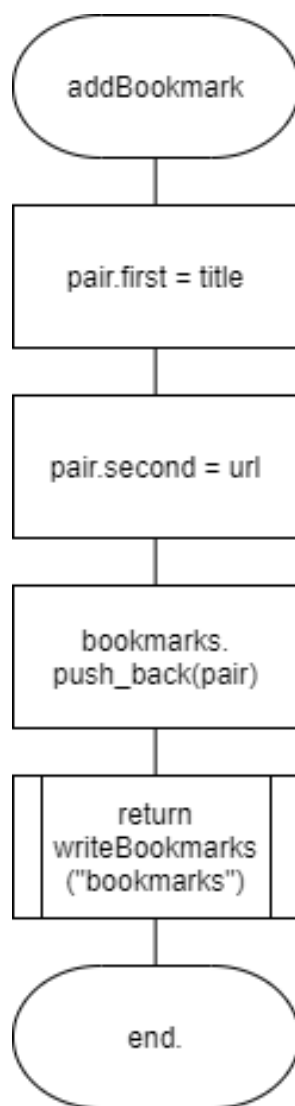 addBookmark
pair.first = title
pair.second = url
bookmarks.
push_back(pair)
return
writeBookmarks
("bookmarks")
end.